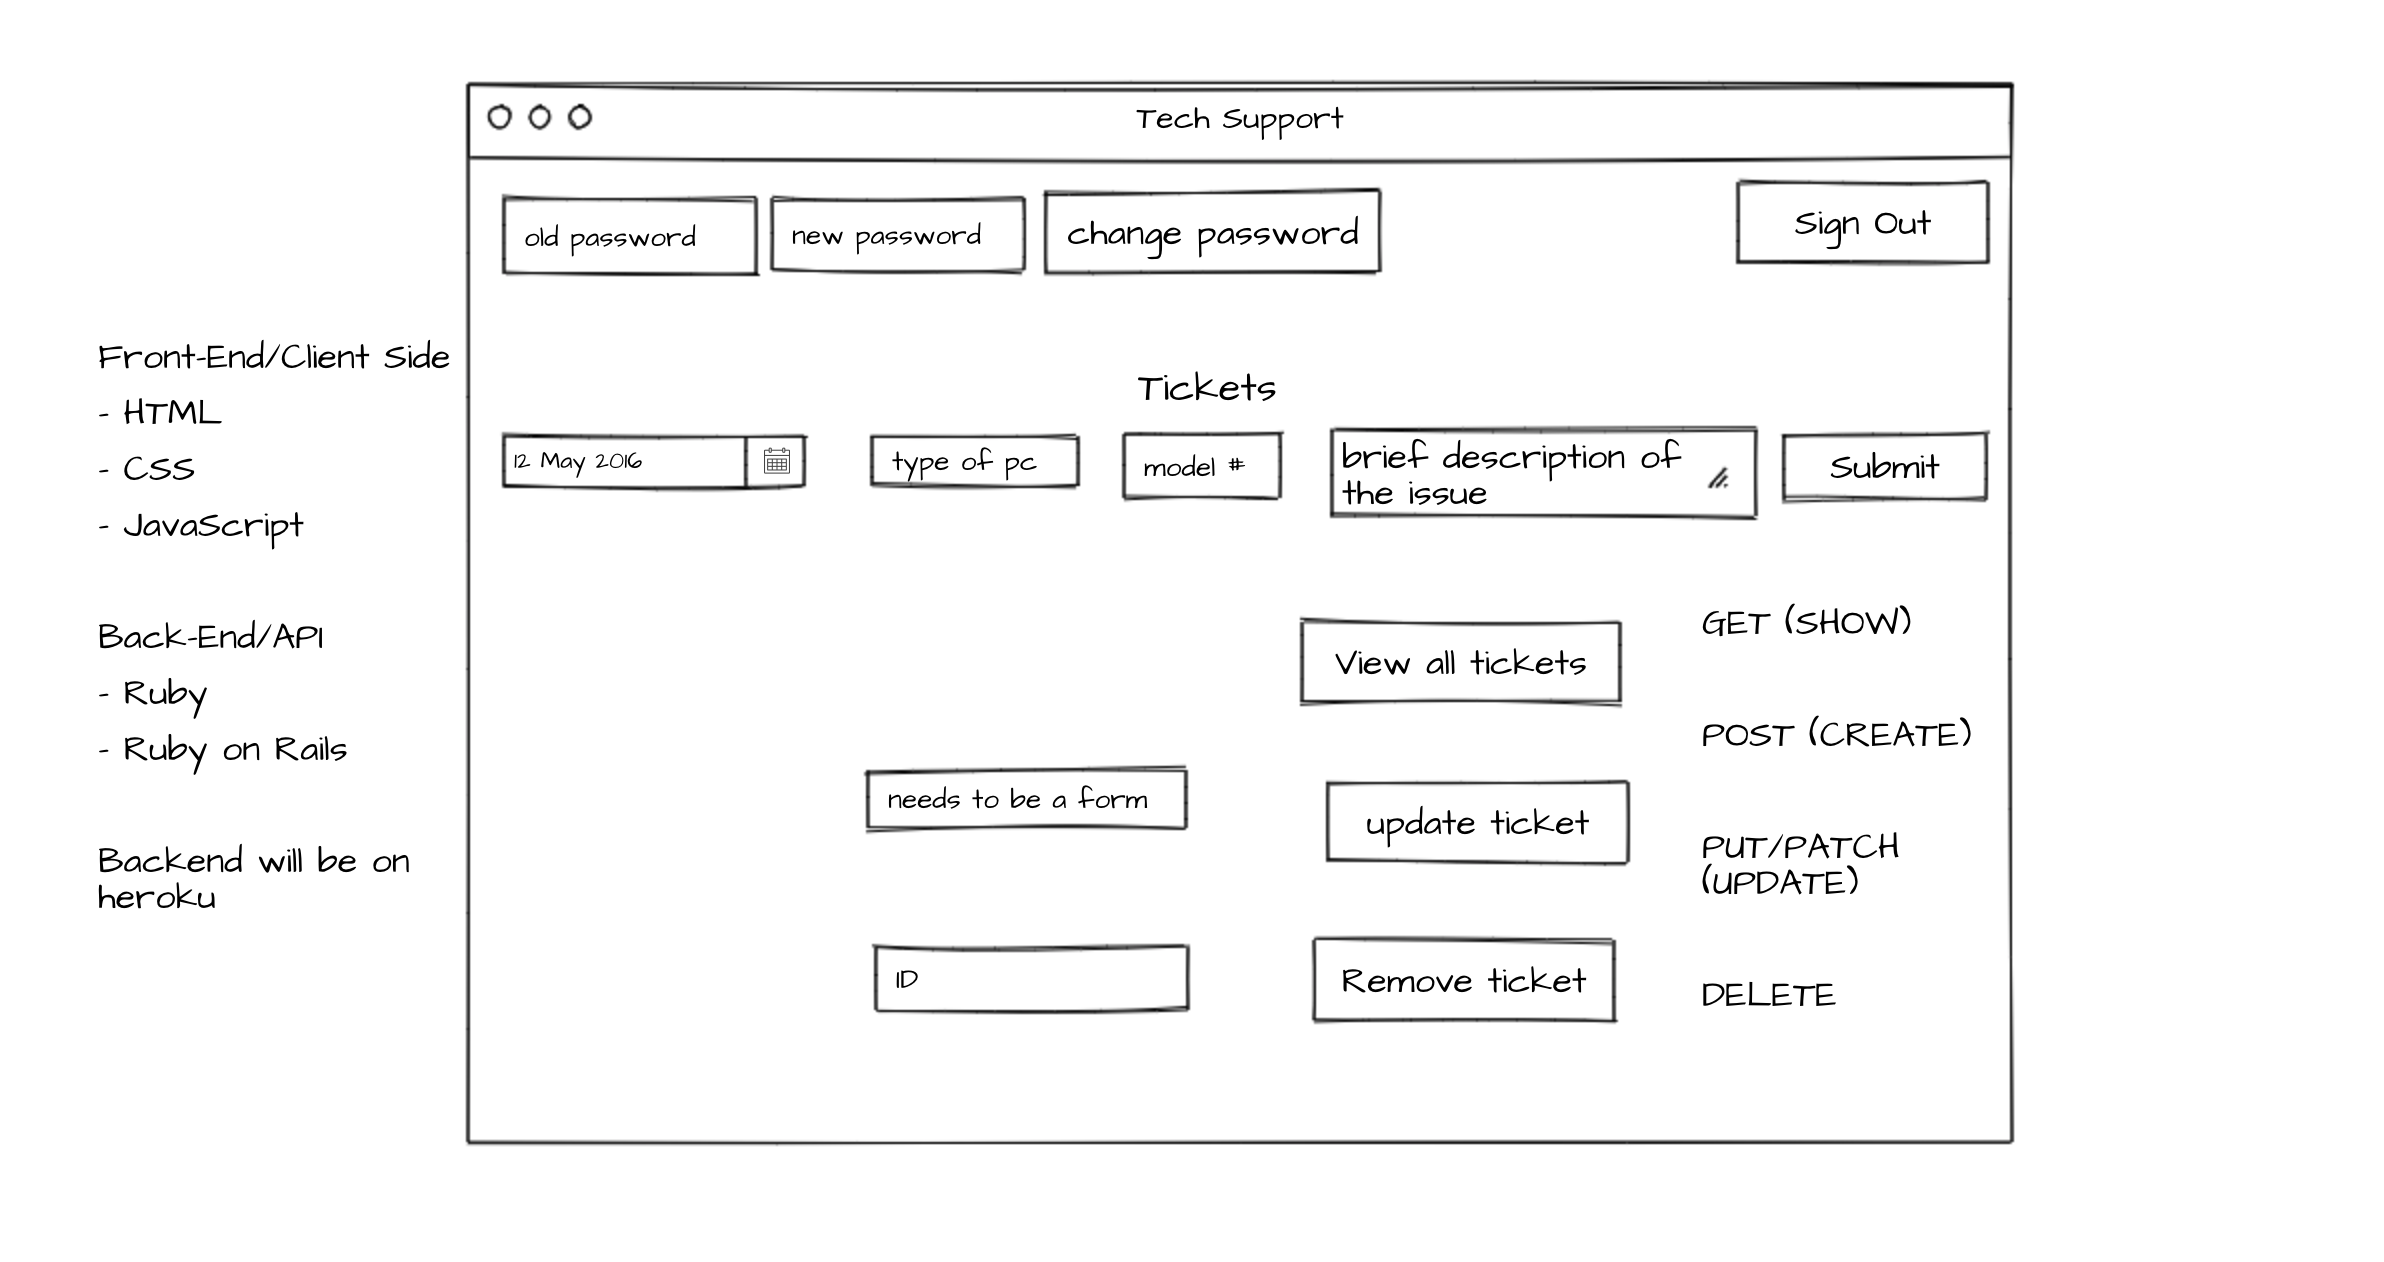 Tech Support
old password
new password
change password
Sign Out
Front-End/Client Side
- HTML
- CSS
- JavaScript
Back-End/API
- Ruby
- Ruby on Rails
Backend will be on
heroku
Tickets
12 May 2016
type of pc
model #
brief description of
the issue
Submit
View all tickets
GET (SHOW)
POST (CREATE)
needs to be a form
update ticket
PUT/PATCH
(UPDATE)
ID
Remove ticket
DELETE